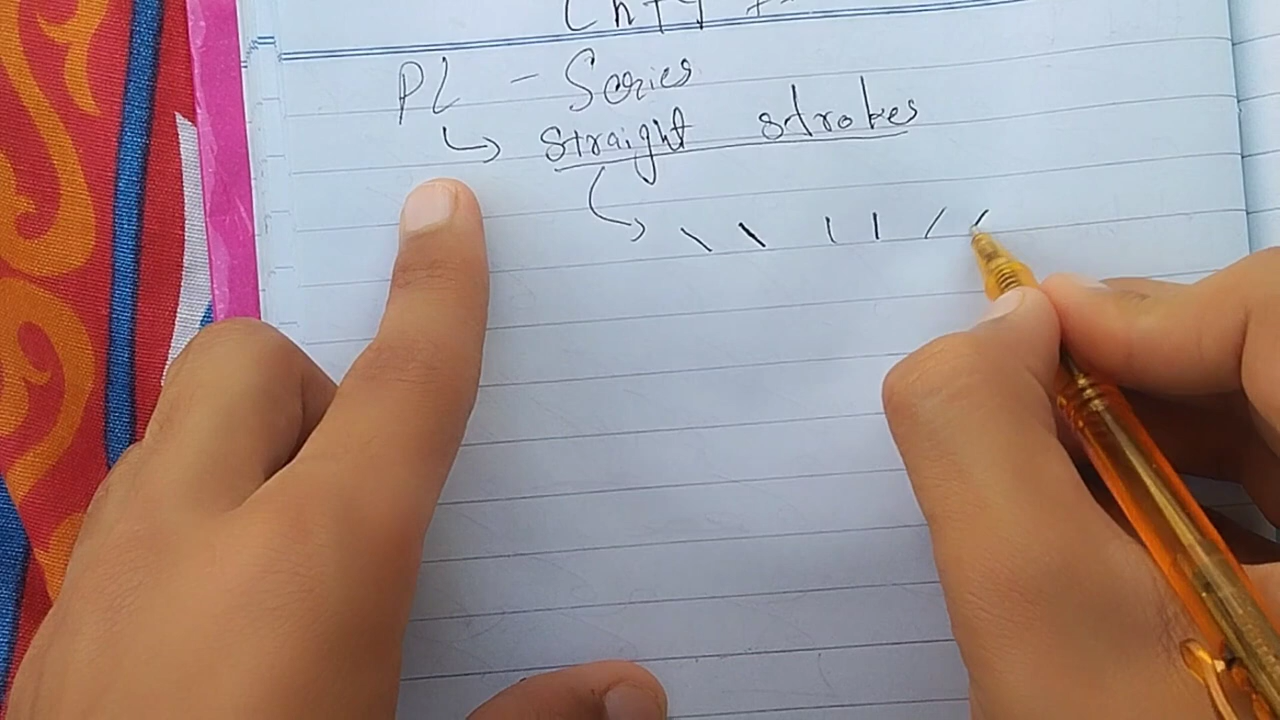 PL - Series
↳ straight strokes
↳ \ \ | | / /